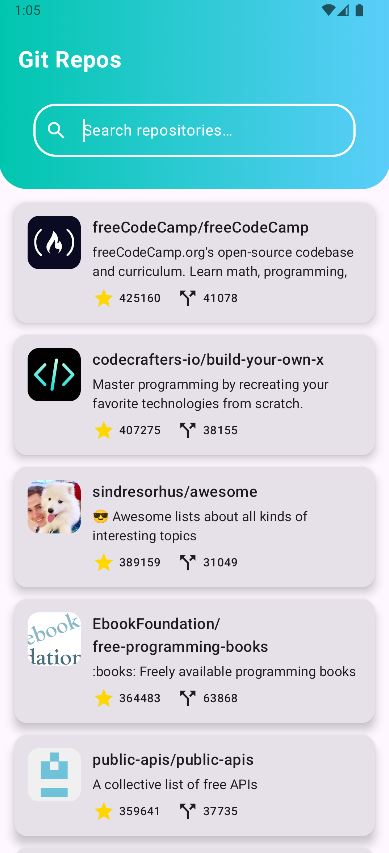 1:05
Git Repos
Search repositories...
freeCodeCamp/freeCodeCamp
freeCodeCamp.org's open-source codebase
and curriculum. Learn math, programming,
425160 41078
codecrafters-io/build-your-own-x
Master programming by recreating your
favorite technologies from scratch.
407275 38155
sindresorhus/awesome
😎 Awesome lists about all kinds of
interesting topics
389159 31049
ebook
dation
EbookFoundation/
free-programming-books
:books: Freely available programming books
364483 63868
public-apis/public-apis
A collective list of free APIs
359641 37735